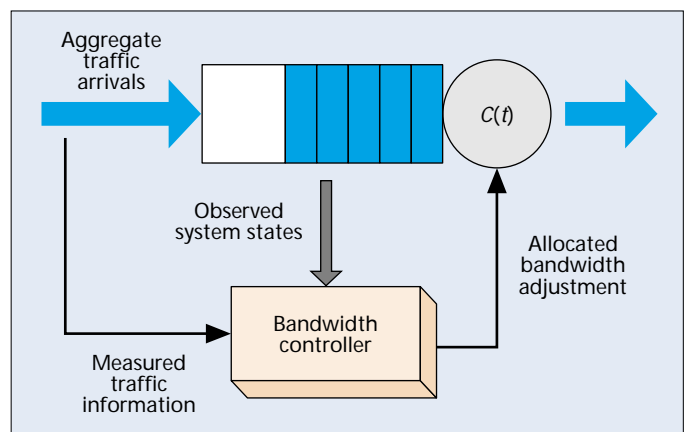 Aggregate
traffic
arrivals
C(t)
Observed
system states
Allocated
bandwidth
adjustment
Bandwidth
controller
Measured
traffic
information